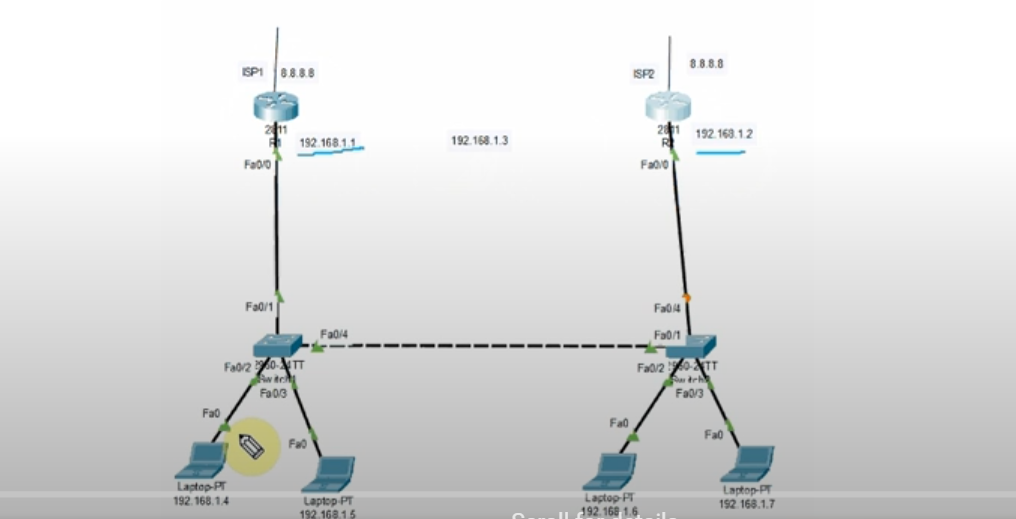 ISP1
8.8.8.8
ISP2
8.8.8.8
2811
R1
192.168.1.1
192.168.1.3
2811
192.168.1.2
Fa0/0
Fa0/0
Fa0/1
Fa0/4
Fa0/4
Fa0/1
Fa0/2
Fa0/3
Fa0/2
Fa0/3
Fa0
Fa0
Fa0
Fa0
Laptop-PT
192.168.1.4
Laptop-PT
192.168.1.5
Laptop-PT
192.168.1.6
Laptop-PT
192.168.1.7
Scroll for details